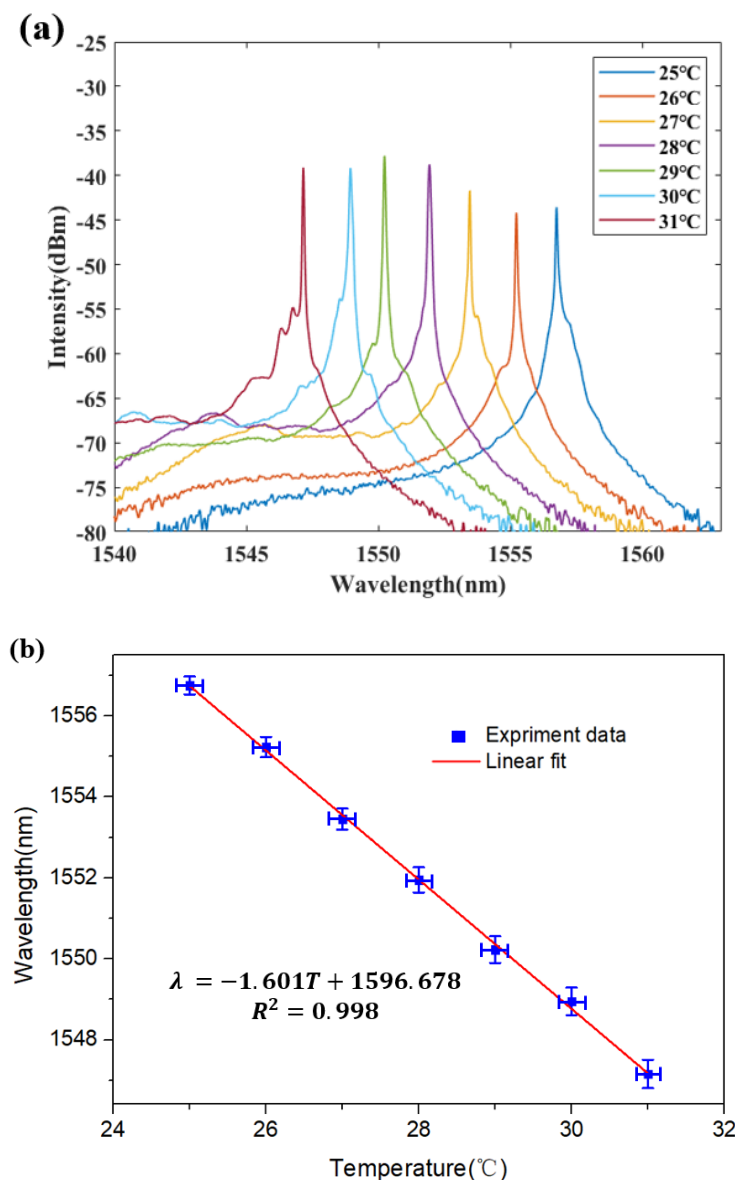 (a)
-25
-30
-35
-40
-45
-50
-55
-60
-65
-70
-75
-80
Intensity(dBm)
25°C
26°C
27°C
28°C
29°C
30°C
31°C
1540 1545 1550 1555 1560
Wavelength(nm)
(b)
1556
1554
1552
1550
1548
Wavelength(nm)
Expriment data
Linear fit
λ = −1.601T + 1596.678
R² = 0.998
24 26 28 30 32
Temperature(℃)